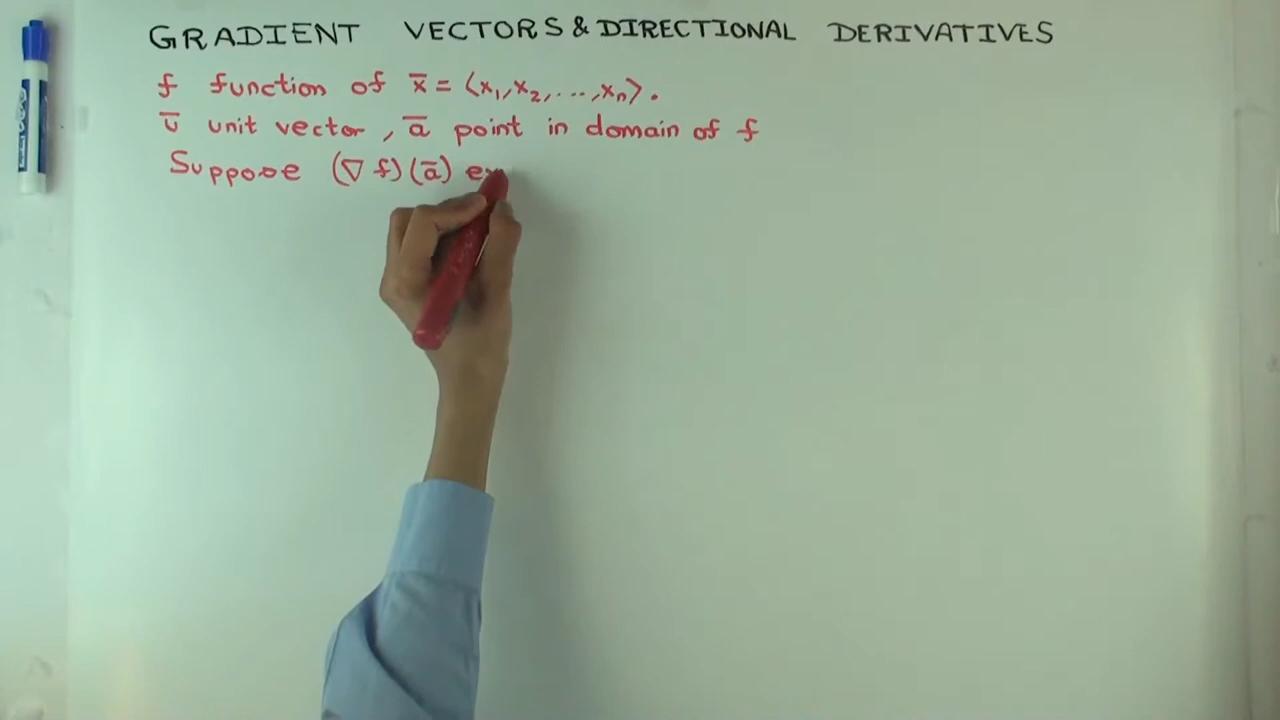 GRADIENT VECTORS & DIRECTIONAL DERIVATIVES
f function of x̄ = ⟨x₁,x₂,...,xₙ⟩.
ū unit vector, ā point in domain of f
Suppose (∇ f)(ā)